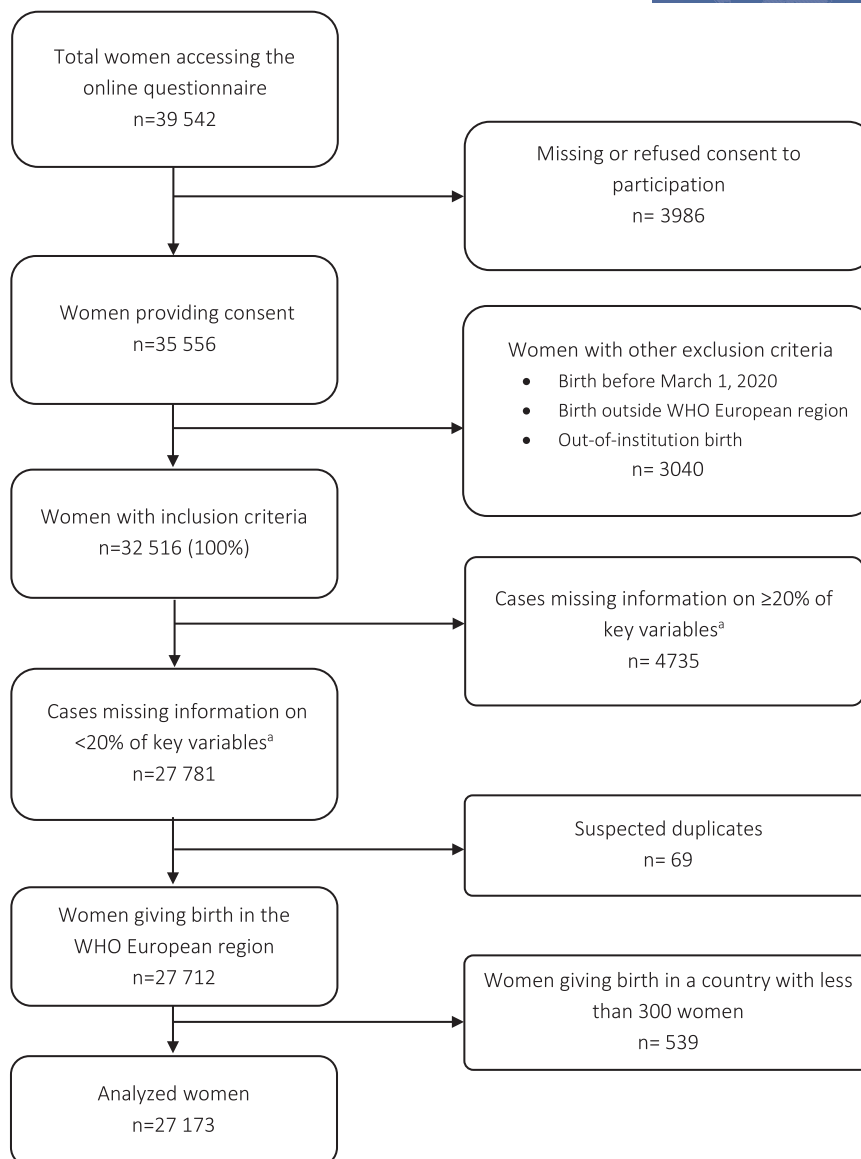 Total women accessing the
online questionnaire
n=39 542
Missing or refused consent to
participation
n= 3986
Women providing consent
n=35 556
Women with other exclusion criteria
• Birth before March 1, 2020
• Birth outside WHO European region
• Out-of-institution birth
n= 3040
Women with inclusion criteria
n=32 516 (100%)
Cases missing information on ≥20% of
key variablesᵃ
n= 4735
Cases missing information on
<20% of key variablesᵃ
n=27 781
Suspected duplicates
n= 69
Women giving birth in the
WHO European region
n=27 712
Women giving birth in a country with less
than 300 women
n= 539
Analyzed women
n=27 173